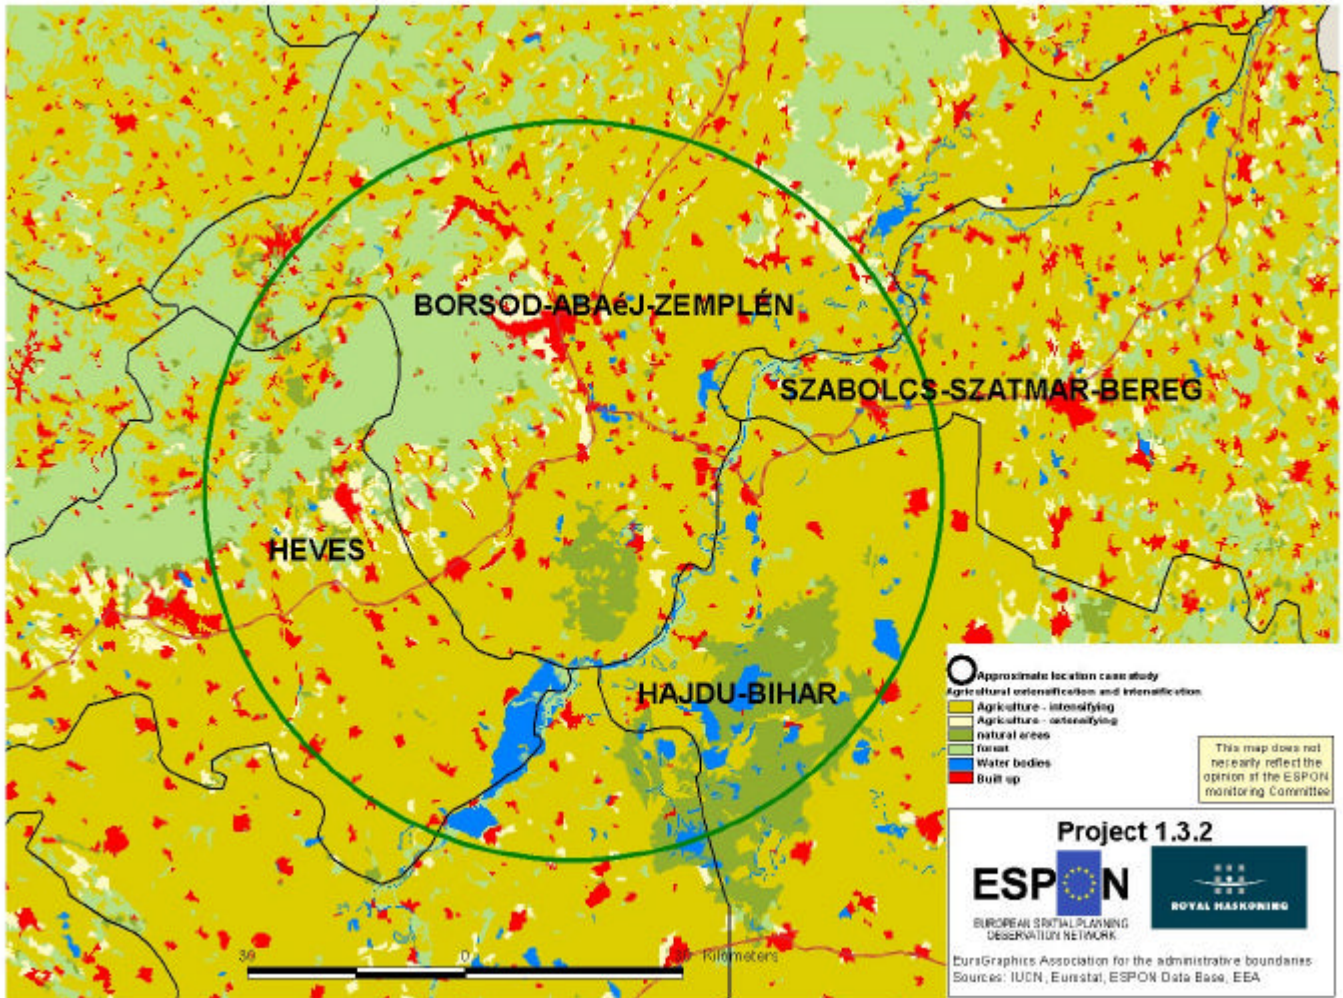 BORSOD-ABAéJ-ZEMPLÉN
SZABOLCS-SZATMAR-BEREG
HEVES
HAJDU-BIHAR
Approximate location case study
Agricultural extensification and intensification
Agriculture - intensifying
Agriculture - extensifying
natural areas
forest
Water bodies
Built up
This map does not
necearily reflect the
opinion of the ESPON
monitoring Committee
Project 1.3.2
ESPON
EUROPEAN SPATIAL PLANNING
OBSERVATION NETWORK
ROYAL HASKONING
EuroGraphics Association for the administrative boundaries
Sources: IUCN, Eurostat, ESPON Data Base, EEA
30 0 30 Kilometers